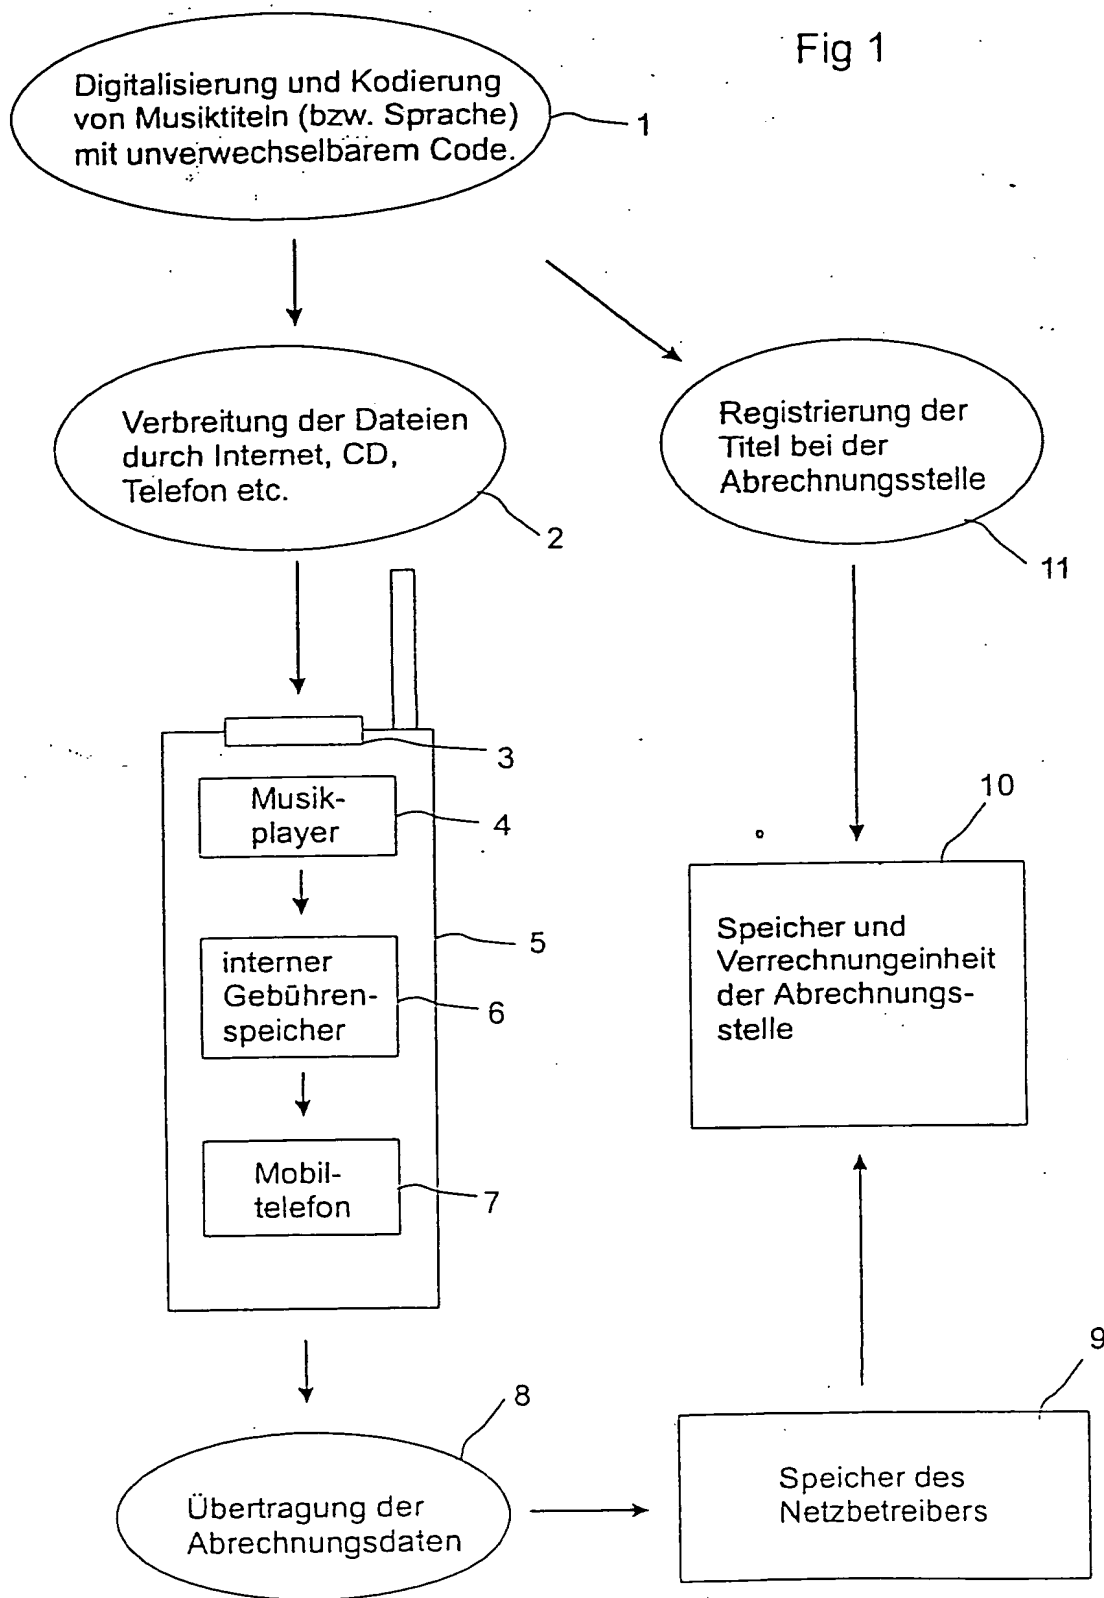 Fig 1
Digitalisierung und Kodierung
von Musiktiteln (bzw. Sprache)
mit unverwechselbarem Code.
1
Verbreitung der Dateien
durch Internet, CD,
Telefon etc.
2
Registrierung der
Titel bei der
Abrechnungsstelle
11
3
Musik-
player
4
5
interner
Gebühren-
speicher
6
Mobil-
telefon
7
10
Speicher und
Verrechnungeinheit
der Abrechnungs-
stelle
8
Übertragung der
Abrechnungsdaten
9
Speicher des
Netzbetreibers